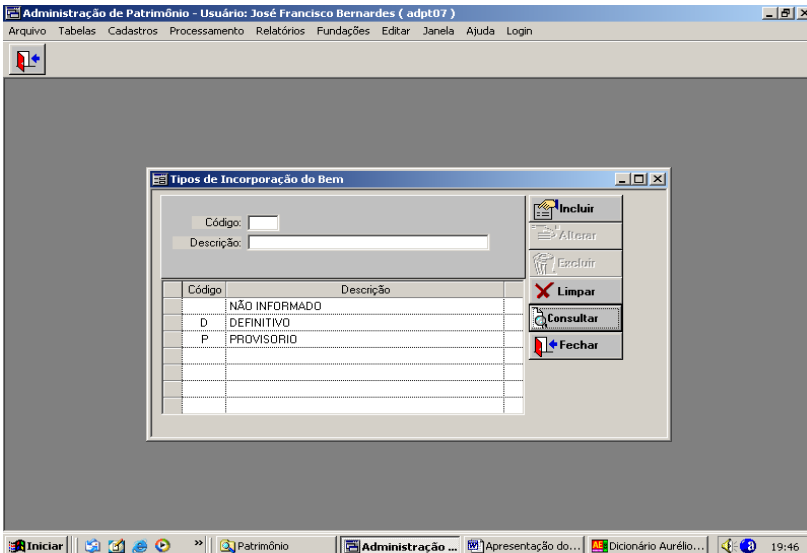 Administração de Patrimônio - Usuário: José Francisco Bernardes ( adpt07 )
Arquivo Tabelas Cadastros Processamento Relatórios Fundações Editar Janela Ajuda Login
Tipos de Incorporação do Bem
Código:
Descrição:
Incluir
Alterar
Excluir
Limpar
Consultar
Fechar
Código Descrição
NÃO INFORMADO
D DEFINITIVO
P PROVISORIO
Iniciar » Patrimônio Administração ... Apresentação do... Dicionário Aurélio... 19:46